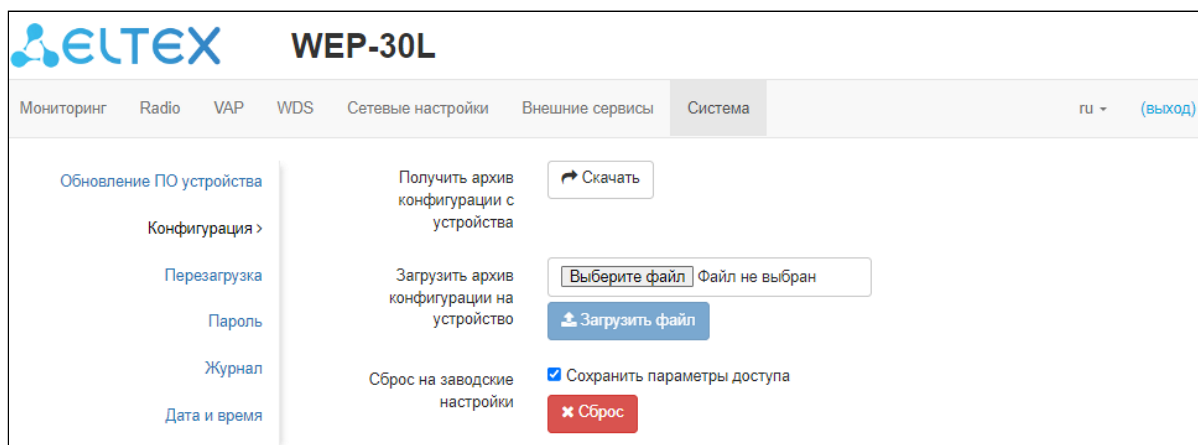 ELTEX WEP-30L
Мониторинг Radio VAP WDS Сетевые настройки Внешние сервисы Система ru (выход)
Обновление ПО устройства
Конфигурация >
Перезагрузка
Пароль
Журнал
Дата и время
Получить архив
конфигурации с
устройства
Скачать
Загрузить архив
конфигурации на
устройство
Выберите файл Файл не выбран
Загрузить файл
Сброс на заводские
настройки
Сохранить параметры доступа
Сброс